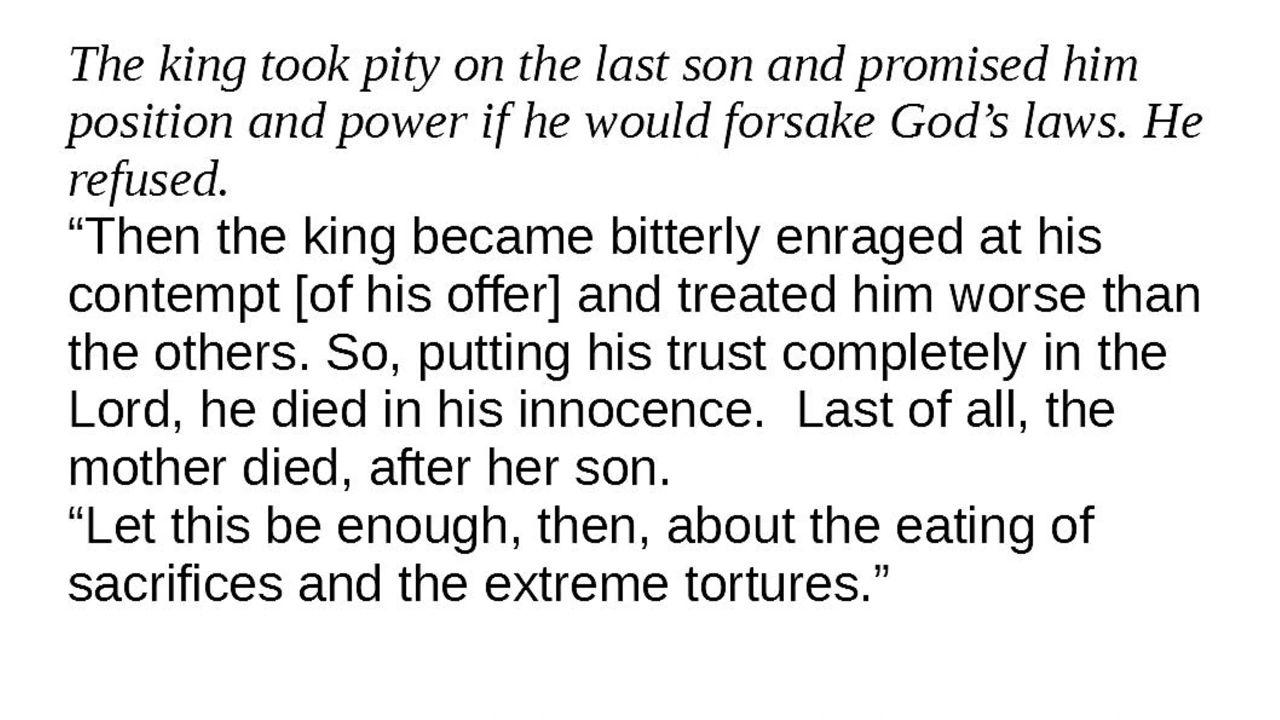 The king took pity on the last son and promised him
position and power if he would forsake God’s laws. He
refused.
“Then the king became bitterly enraged at his
contempt [of his offer] and treated him worse than
the others. So, putting his trust completely in the
Lord, he died in his innocence.  Last of all, the
mother died, after her son.
“Let this be enough, then, about the eating of
sacrifices and the extreme tortures.”